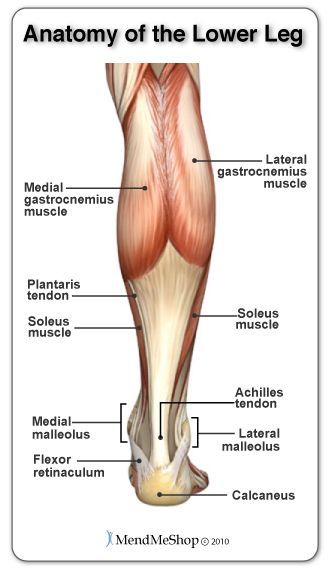 Anatomy of the Lower Leg
Lateral
gastrocnemius
muscle
Medial
gastrocnemius
muscle
Plantaris
tendon
Soleus
muscle
Soleus
muscle
Achilles
tendon
Medial
malleolus
Lateral
malleolus
Flexor
retinaculum
Calcaneus
MendMeShop © 2010